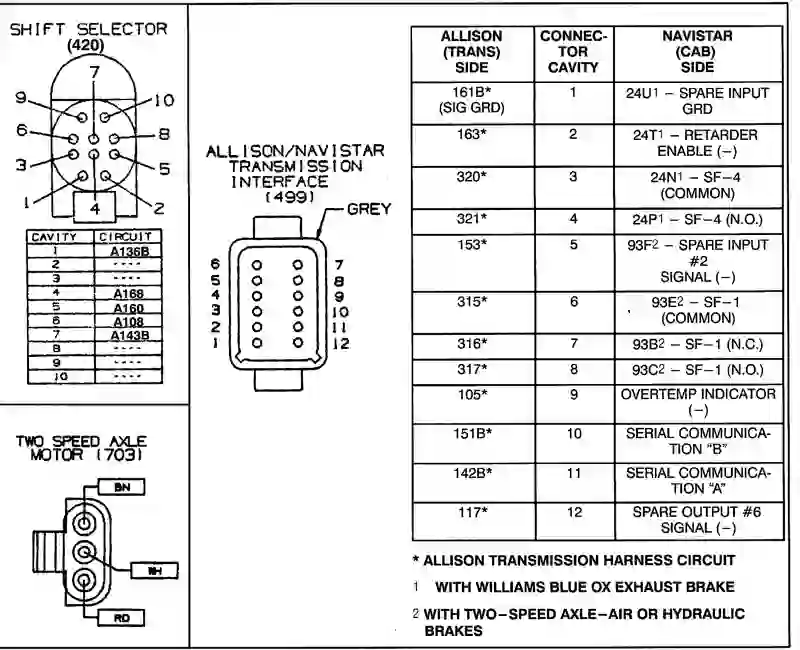 SHIFT SELECTOR
(420)
7
9
10
6
8
3
5
1
4
2
CAVITY CIRCUIT
1 A136B
2 ----
3 ----
4 A168
5 A160
6 A108
7 A143B
8 ----
9 ----
10 ----
TWO SPEED AXLE
MOTOR (703)
BN
WH
RD
ALLISON/NAVISTAR
TRANSMISSION
INTERFACE
(499)
GREY
6 7
5 8
4 9
3 10
2 11
1 12
ALLISON (TRANS) SIDE CONNEC-TOR CAVITY NAVISTAR (CAB) SIDE
161B* 1 24U1 – SPARE INPUT
(SIG GRD) GRD
163* 2 24T1 – RETARDER
ENABLE (–)
320* 3 24N1 – SF–4
(COMMON)
321* 4 24P1 – SF–4 (N.O.)
153* 5 93F2 – SPARE INPUT
#2
SIGNAL (–)
315* 6 93E2 – SF–1
(COMMON)
316* 7 93B2 – SF–1 (N.C.)
317* 8 93C2 – SF–1 (N.O.)
105* 9 OVERTEMP INDICATOR
(–)
151B* 10 SERIAL COMMUNICA-
TION “B”
142B* 11 SERIAL COMMUNICA-
TION “A”
117* 12 SPARE OUTPUT #6
SIGNAL (–)
* ALLISON TRANSMISSION HARNESS CIRCUIT
1 WITH WILLIAMS BLUE OX EXHAUST BRAKE
2 WITH TWO–SPEED AXLE–AIR OR HYDRAULIC
BRAKES